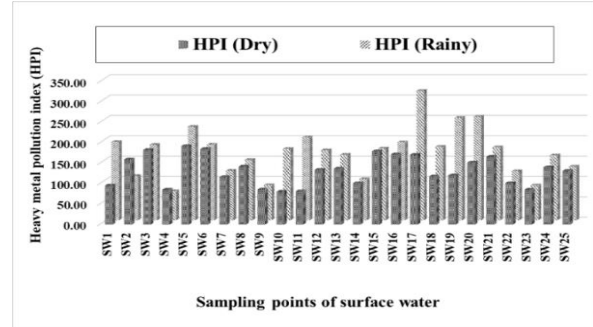 HPI (Dry) HPI (Rainy)
Heavy metal pollution index (HPI)
350.00
300.00
250.00
200.00
150.00
100.00
50.00
0.00
SW1 SW2 SW3 SW4 SW5 SW6 SW7 SW8 SW9 SW10 SW11 SW12 SW13 SW14 SW15 SW16 SW17 SW18 SW19 SW20 SW21 SW22 SW23 SW24 SW25
Sampling points of surface water